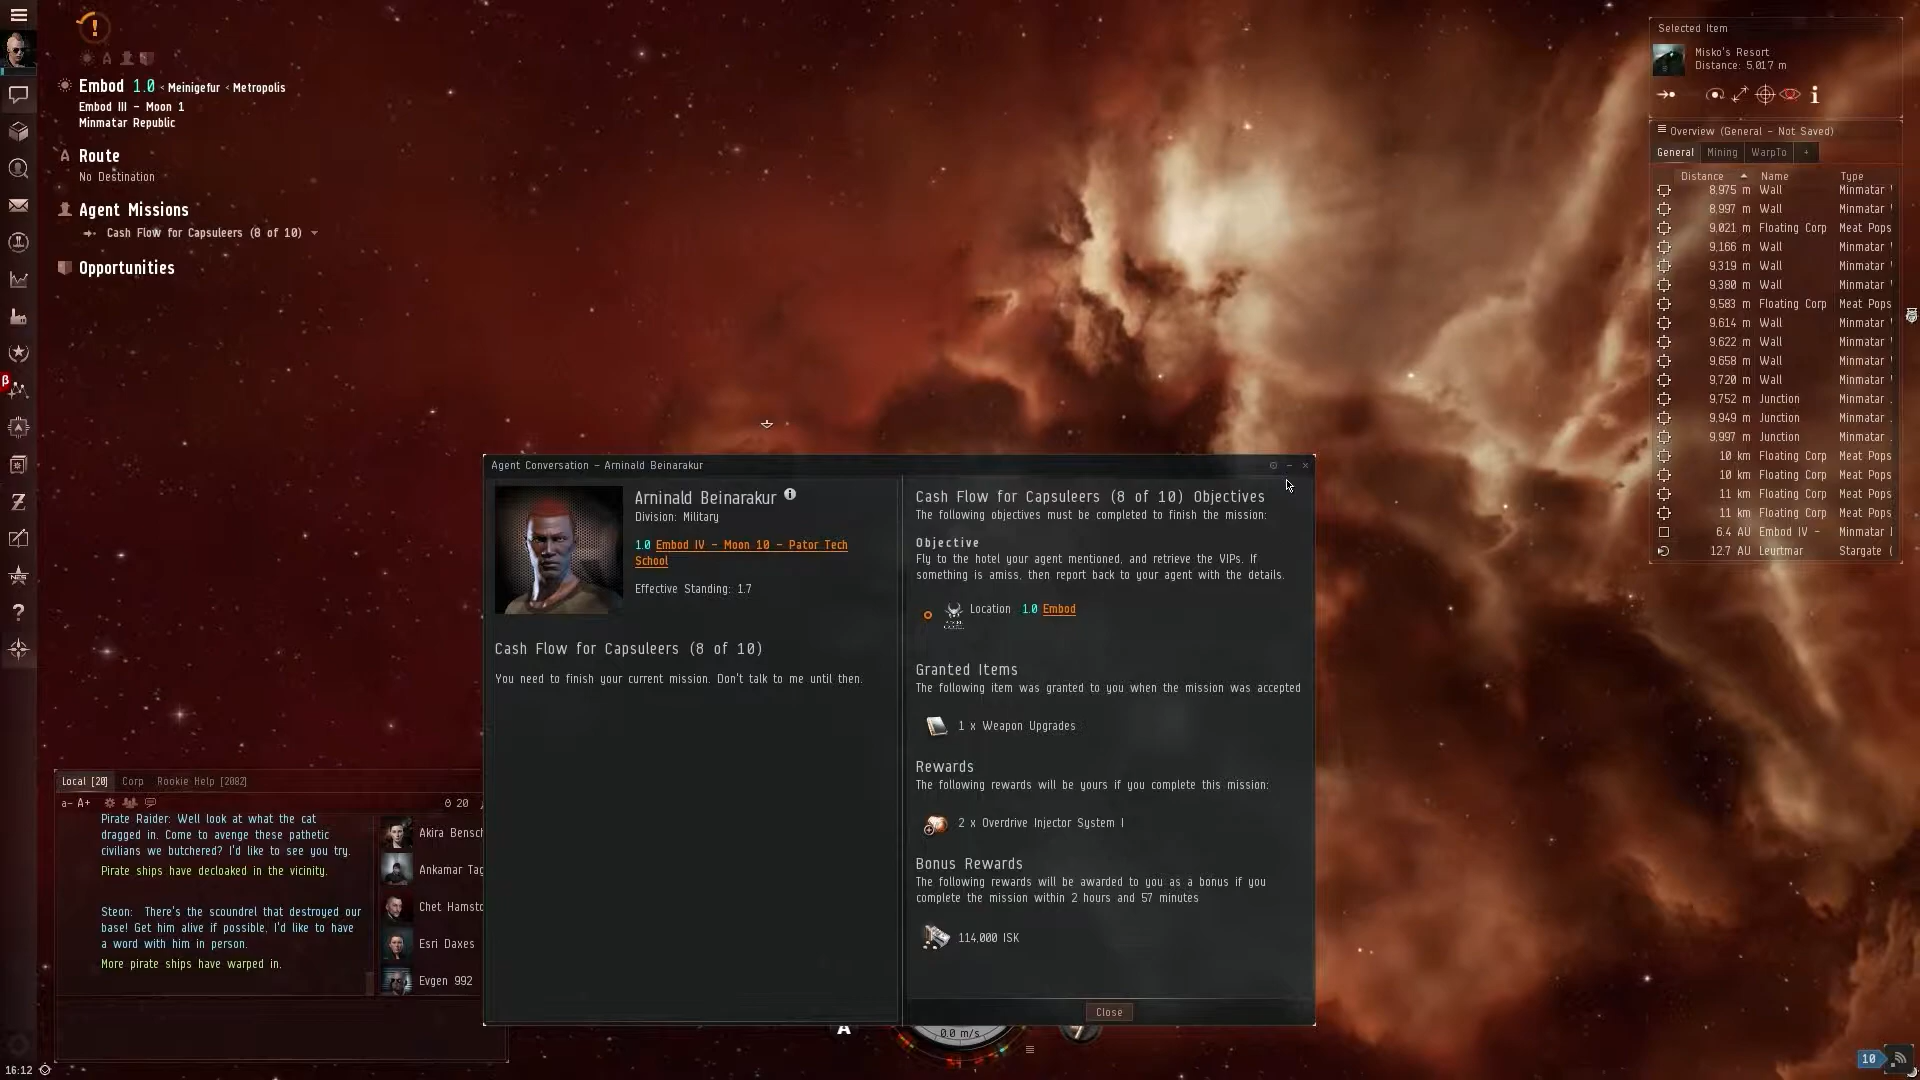 Embod 1.0 < Meinigefur < Metropolis
Embod III - Moon 1
Minmatar Republic
Route
No Destination
Agent Missions
Cash Flow for Capsuleers (8 of 10)
Opportunities
Selected Item
Misko's Resort
Distance: 5,017 m
Overview (General - Not Saved)
General Mining WarpTo +
Distance Name Type
8,975 m Wall Minmatar
8,997 m Wall Minmatar
9,021 m Floating Corp Meat Pops
9,166 m Wall Minmatar
9,319 m Wall Minmatar
9,380 m Wall Minmatar
9,583 m Floating Corp Meat Pops
9,614 m Wall Minmatar
9,622 m Wall Minmatar
9,658 m Wall Minmatar
9,720 m Wall Minmatar
9,752 m Junction Minmatar
9,949 m Junction Minmatar
9,997 m Junction Minmatar
10 km Floating Corp Meat Pops
10 km Floating Corp Meat Pops
11 km Floating Corp Meat Pops
11 km Floating Corp Meat Pops
6.4 AU Embod IV - Minmatar
12.7 AU Leurtmar Stargate (
Agent Conversation - Arninald Beinarakur
Arninald Beinarakur
Division: Military
1.0 Embod IV - Moon 10 - Pator Tech
School
Effective Standing: 1.7
Cash Flow for Capsuleers (8 of 10)
You need to finish your current mission. Don't talk to me until then.
Cash Flow for Capsuleers (8 of 10) Objectives
The following objectives must be completed to finish the mission:
Objective
Fly to the hotel your agent mentioned, and retrieve the VIPs. If
something is amiss, then report back to your agent with the details.
Location 1.0 Embod
Granted Items
The following item was granted to you when the mission was accepted
1 x Weapon Upgrades
Rewards
The following rewards will be yours if you complete this mission:
2 x Overdrive Injector System I
Bonus Rewards
The following rewards will be awarded to you as a bonus if you
complete the mission within 2 hours and 57 minutes
114,000 ISK
Close
Local [20] Corp Rookie Help [2082]
a- A+ 20
Pirate Raider: Well look at what the cat
dragged in. Come to avenge these pathetic
civilians we butchered? I'd like to see you try.
Pirate ships have decloaked in the vicinity.
Steon: There's the scoundrel that destroyed our
base! Get him alive if possible, I'd like to have
a word with him in person.
More pirate ships have warped in.
Akira Bensch
Ankamar Tag
Chet Hamsto
Esri Daxes
Evgen 992
A
0.0 m/s
β
NES
16:12
10